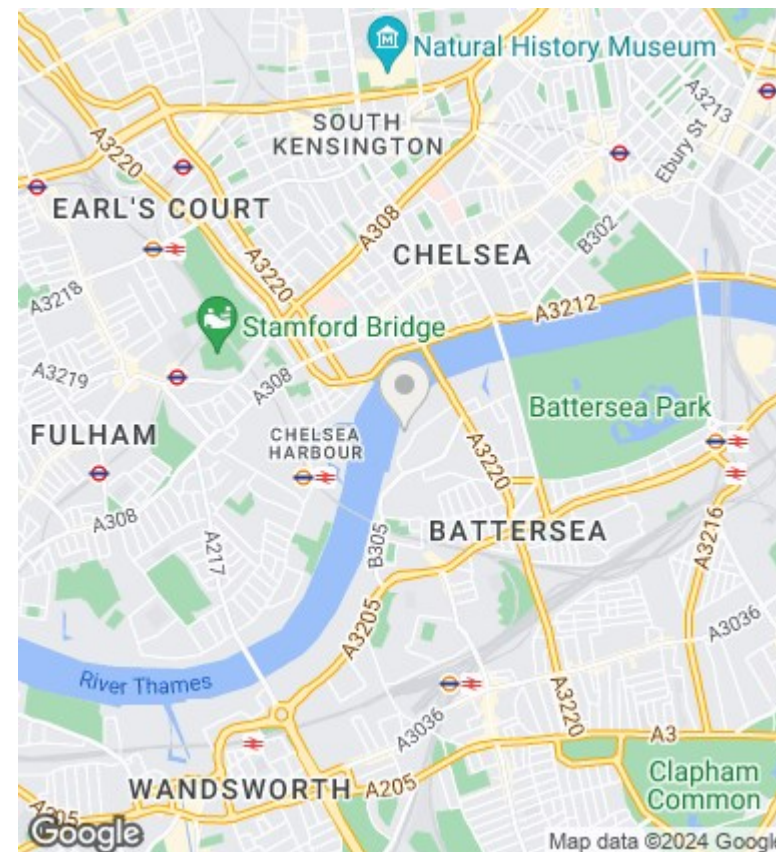 Natural History Museum
A3213
SOUTH
KENSINGTON
Ebury St
A3220
EARL'S COURT
A308
B302
CHELSEA
A3220
A3218
A3212
Stamford Bridge
A3219
A308
Battersea Park
FULHAM
CHELSEA
HARBOUR
A3220
A308
A217
B305
BATTERSEA
A3216
A3205
A3036
River Thames
A3220
A3036
A3
WANDSWORTH
A205
Clapham
Common
A205
Google
Map data ©2024 Google